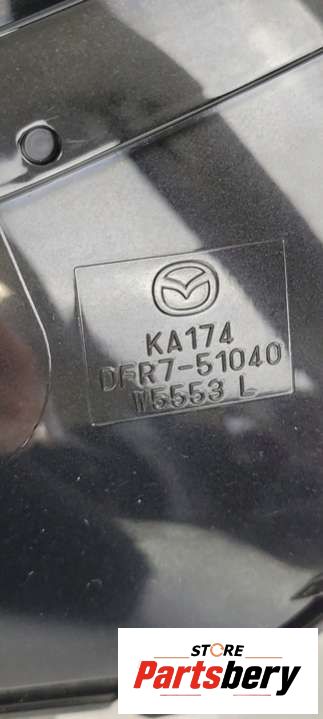 KA174
DFR7-51040
W5553 L
STORE
Partsbery